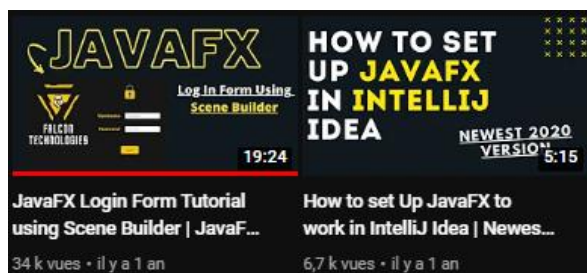 JAVAFX
Log In Form Using
Scene Builder
FALCON
TECHNOLOGIES
19:24
JavaFX Login Form Tutorial
using Scene Builder | JavaF...
34 k vues • il y a 1 an
HOW TO SET
UP JAVAFX
IN INTELLIJ
IDEA
NEWEST 2020
VERSION
5:15
How to set Up JavaFX to
work in IntelliJ Idea | Newes...
6,7 k vues • il y a 1 an